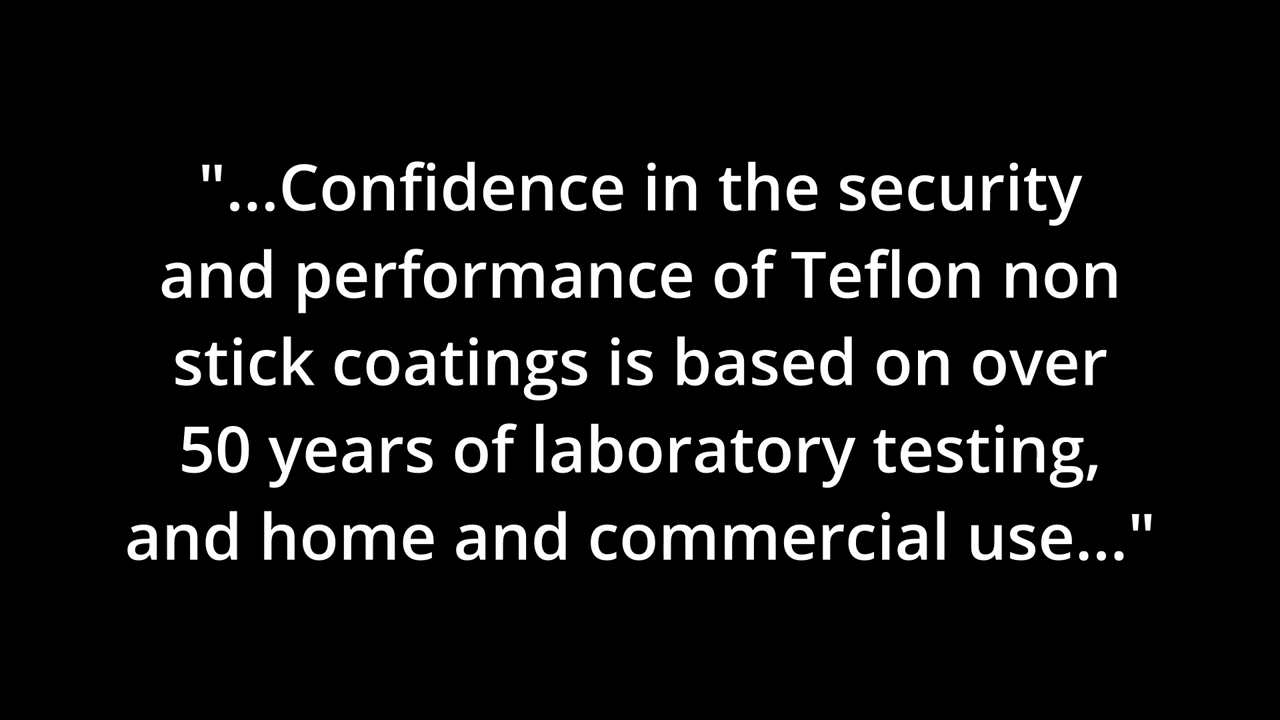 "...Confidence in the security
and performance of Teflon non
stick coatings is based on over
50 years of laboratory testing,
and home and commercial use..."